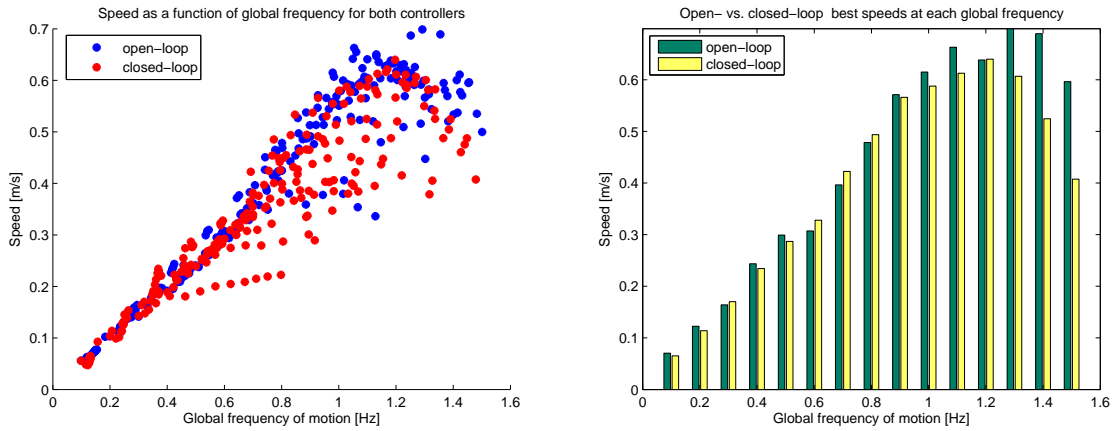 Speed as a function of global frequency for both controllers
0.7
0.6
0.5
0.4
0.3
0.2
0.1
0
Speed [m/s]
open−loop
closed−loop
0 0.2 0.4 0.6 0.8 1 1.2 1.4 1.6
Global frequency of motion [Hz]
Open− vs. closed−loop best speeds at each global frequency
0.6
0.5
0.4
0.3
0.2
0.1
0
Speed [m/s]
open−loop
closed−loop
0 0.2 0.4 0.6 0.8 1 1.2 1.4 1.6
Global frequency of motion [Hz]